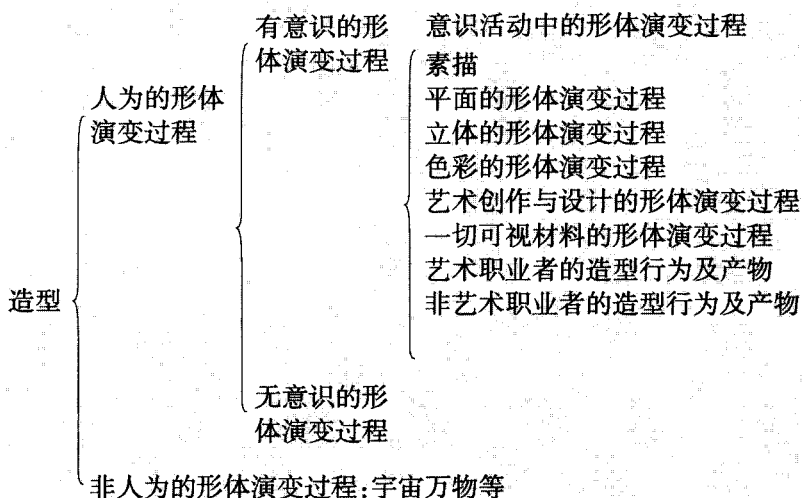 有意识的形
体演变过程
意识活动中的形体演变过程
素描
平面的形体演变过程
立体的形体演变过程
色彩的形体演变过程
艺术创作与设计的形体演变过程
一切可视材料的形体演变过程
艺术职业者的造型行为及产物
非艺术职业者的造型行为及产物
人为的形体
演变过程
造型
无意识的形
体演变过程
非人为的形体演变过程:宇宙万物等